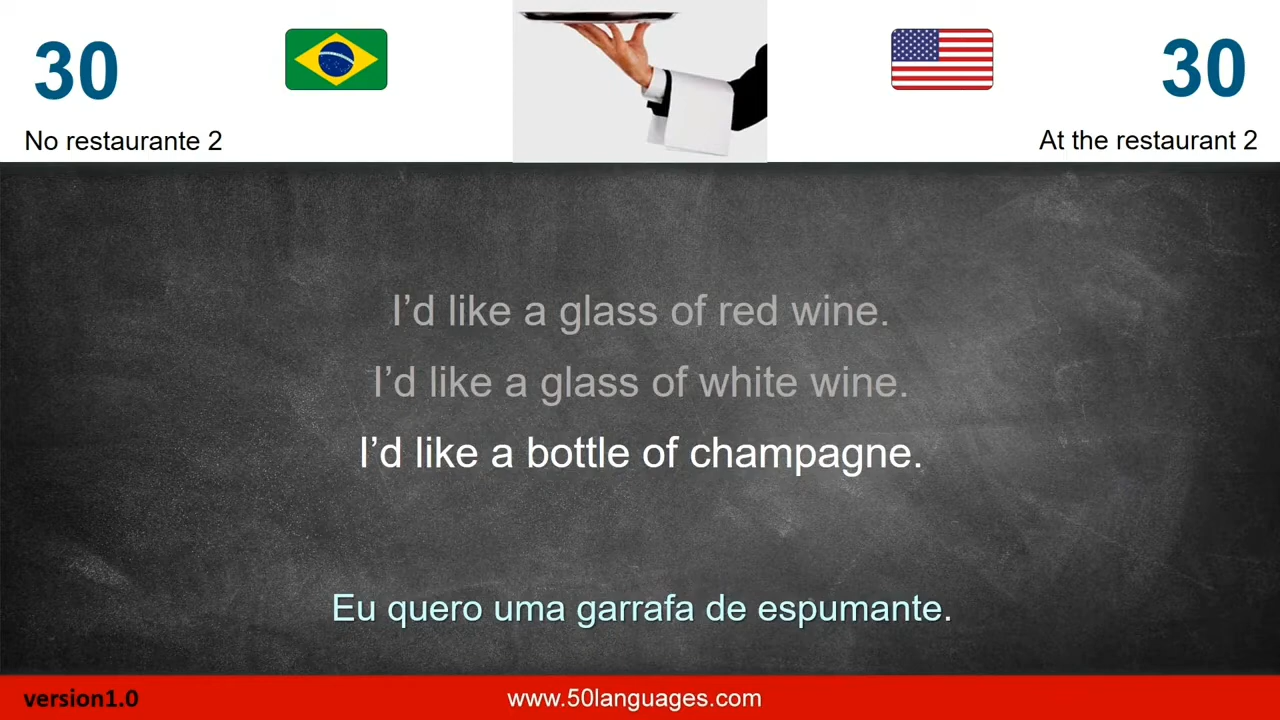 30
30
No restaurante 2
At the restaurant 2
I’d like a glass of red wine.
I’d like a glass of white wine.
I’d like a bottle of champagne.
Eu quero uma garrafa de espumante.
version1.0
www.50languages.com